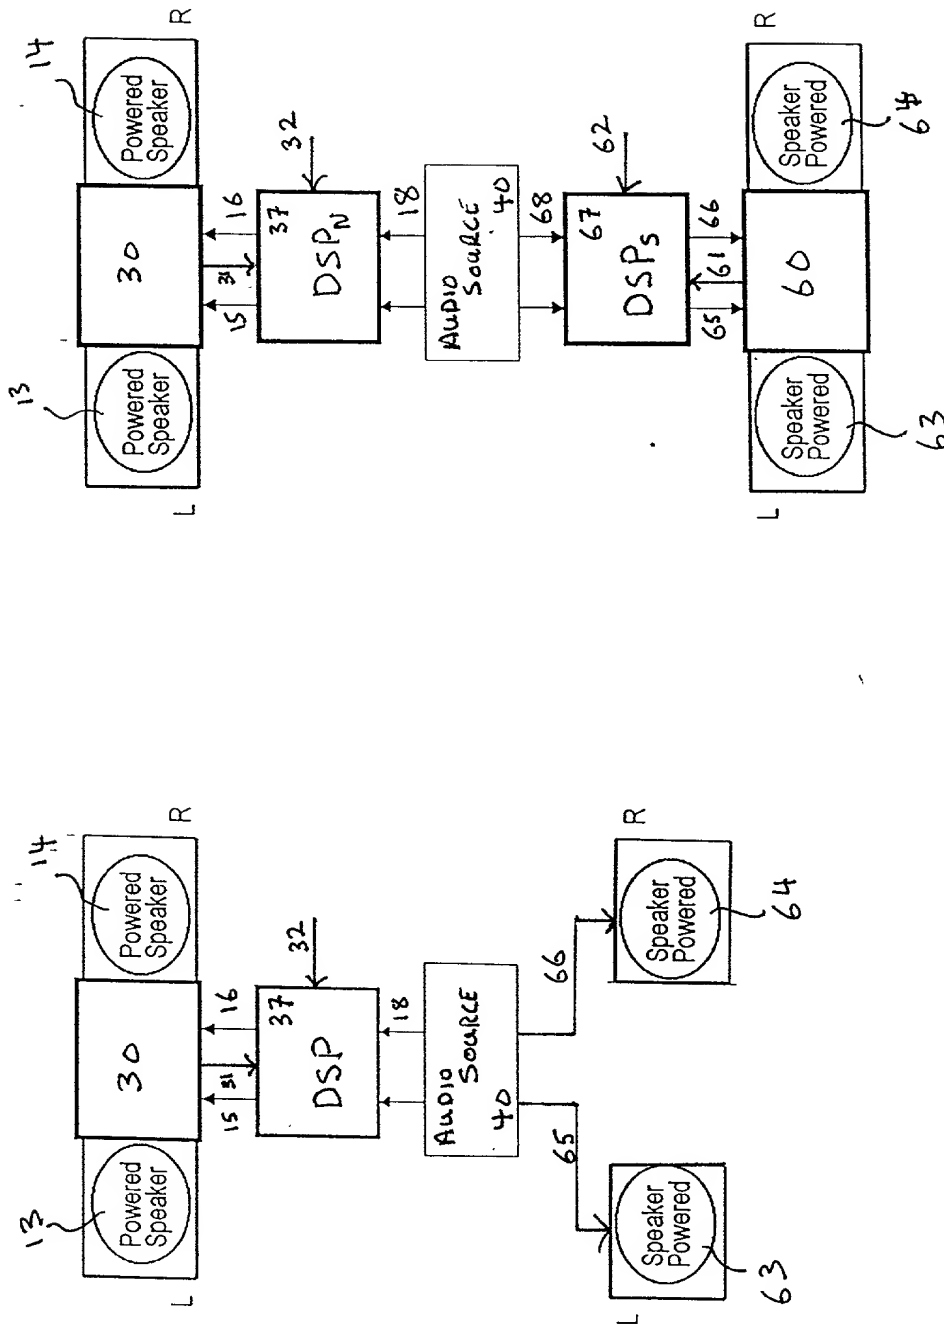 13
14
Powered
Speaker
Powered
Speaker
30
L
R
15
31
16
37
DSP
32
18
AUDIO
SOURCE
40
65
66
Speaker
Powered
Speaker
Powered
L
R
63
64
13
14
Powered
Speaker
Powered
Speaker
30
L
R
15
31
16
37
DSPN
32
18
AUDIO
SOURCE
40
68
67
DSPS
62
65
61
66
Speaker
Powered
60
Speaker
Powered
L
R
63
64